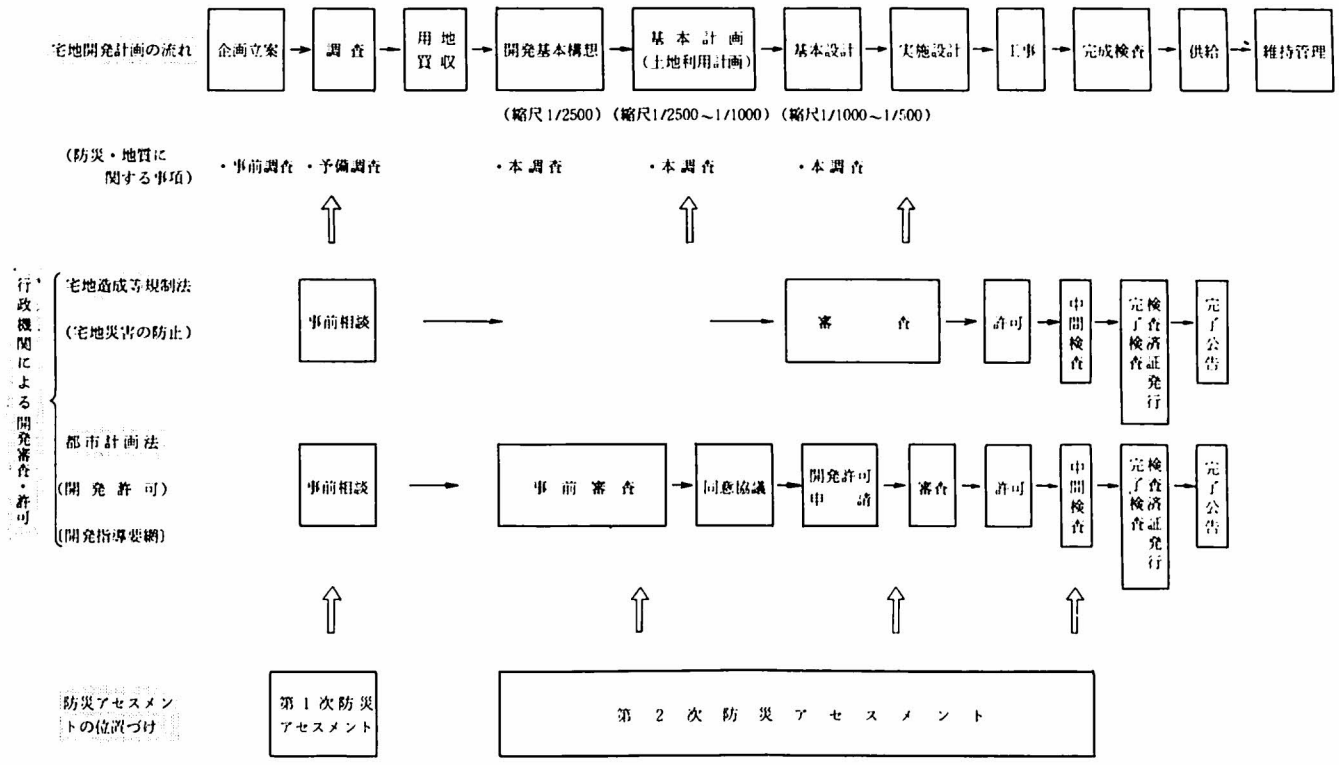 宅地開発計画の流れ
企画立案
調査
用地
買収
開発基本構想
基本計画
(土地利用計画)
基本設計
実施設計
工事
完成検査
供給
維持管理
(縮尺1/2500)
(縮尺1/2500~1/1000)
(縮尺1/1000~1/500)
(防災・地質に
関する事項)
・事前調査
・予備調査
・本調査
・本調査
・本調査
行政機関による開発審査・許可
宅地造成等規制法
(宅地災害の防止)
事前相談
審査
許可
中間検査
完了検査
検査済証発行
完了公告
都市計画法
(開発許可)
(開発指導要綱)
事前相談
事前審査
同意協議
開発許可
申請
審査
許可
中間検査
完了検査
検査済証発行
完了公告
防災アセスメン
トの位置づけ
第1次防災
アセスメント
第2次防災アセスメント